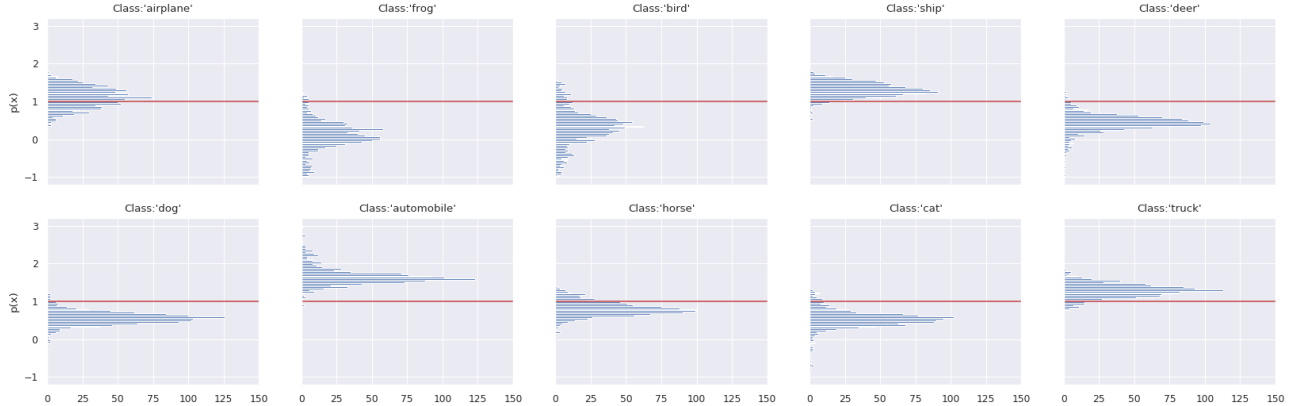 Class:'airplane' Class:'frog' Class:'bird' Class:'ship' Class:'deer'
3
2
1
0
−1
p(x)
Class:'dog' Class:'automobile' Class:'horse' Class:'cat' Class:'truck'
3
2
1
0
−1
p(x)
0 25 50 75 100 125 150 0 25 50 75 100 125 150 0 25 50 75 100 125 150 0 25 50 75 100 125 150 0 25 50 75 100 125 150